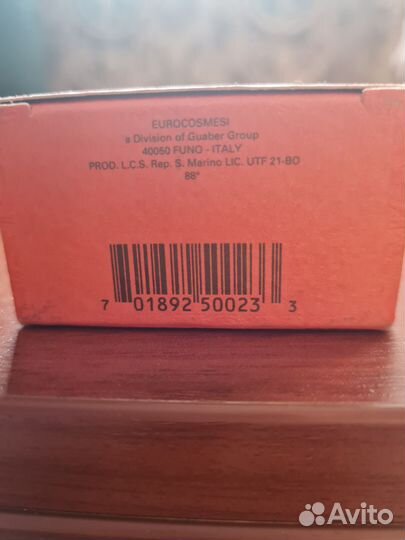 EUROCOSMESI
a Division of Guaber Group
40050 FUNO - ITALY
PROD. L.C.S. Rep. S. Marino LIC. UTF 21-BO
88°
7 01892 50023 3
Avito